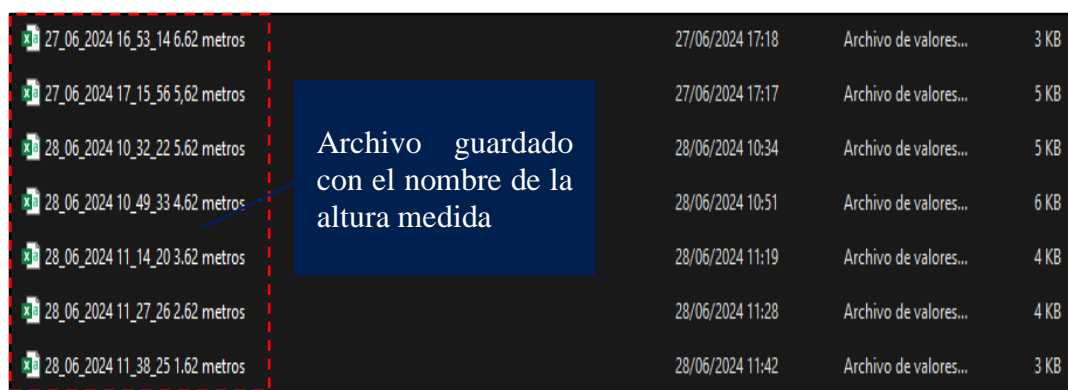 27_06_2024 16_53_14 6.62 metros 27/06/2024 17:18 Archivo de valores... 3 KB
27_06_2024 17_15_56 5,62 metros 27/06/2024 17:17 Archivo de valores... 5 KB
28_06_2024 10_32_22 5.62 metros 28/06/2024 10:34 Archivo de valores... 5 KB
28_06_2024 10_49_33 4.62 metros 28/06/2024 10:51 Archivo de valores... 6 KB
28_06_2024 11_14_20 3.62 metros 28/06/2024 11:19 Archivo de valores... 4 KB
28_06_2024 11_27_26 2.62 metros 28/06/2024 11:28 Archivo de valores... 4 KB
28_06_2024 11_38_25 1.62 metros 28/06/2024 11:42 Archivo de valores... 3 KB
Archivo guardado
con el nombre de la
altura medida